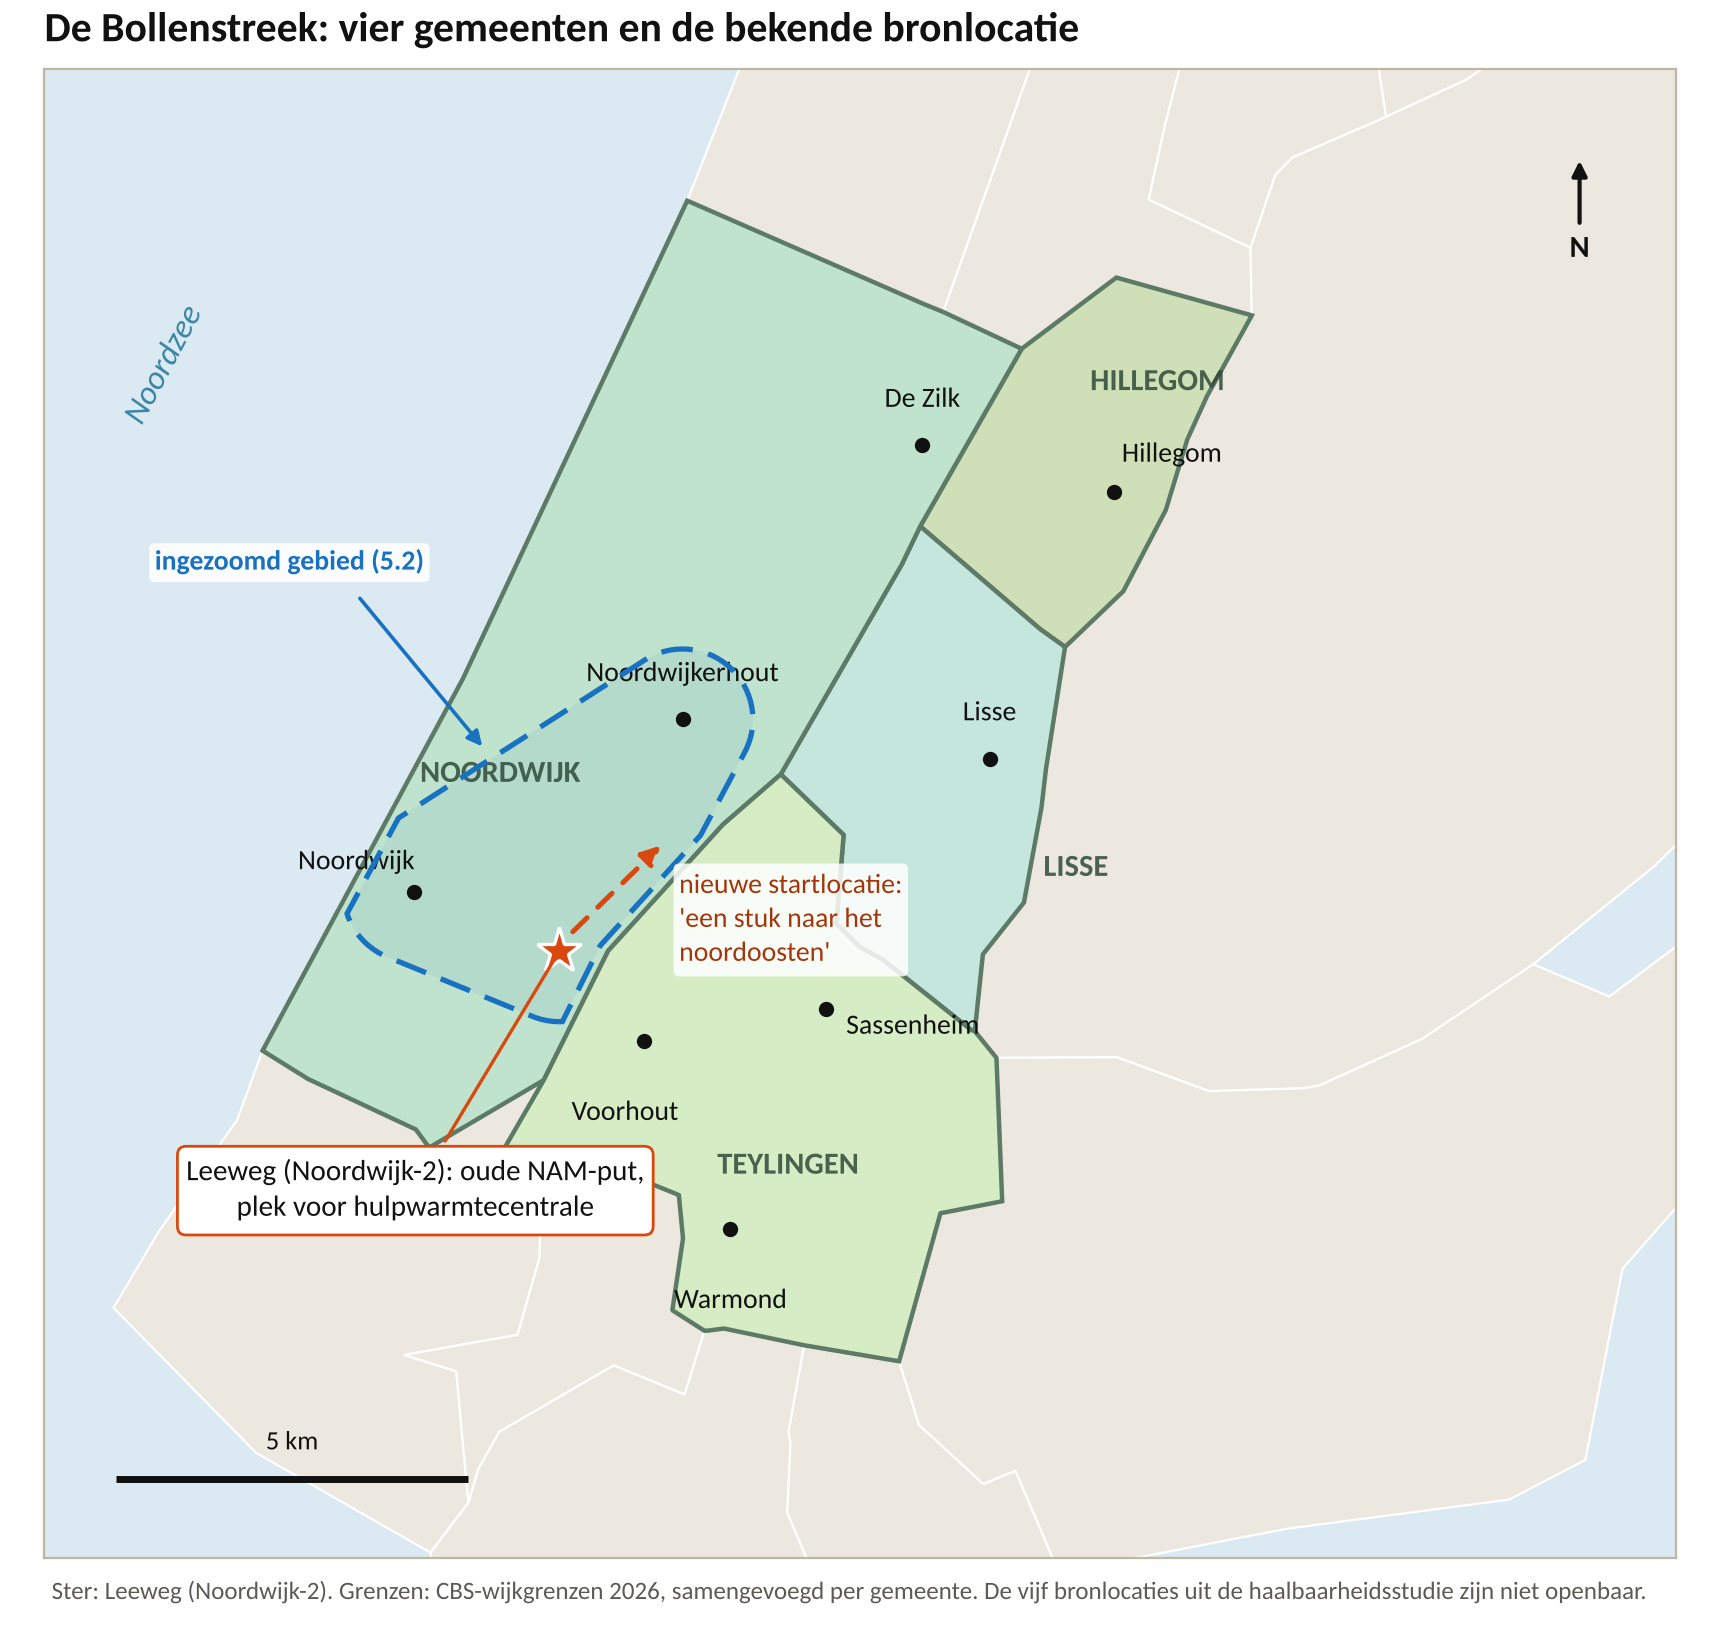 De Bollenstreek: vier gemeenten en de bekende bronlocatie
N
Noordzee
HILLEGOM
De Zilk
Hillegom
ingezoomd gebied (5.2)
Noordwijkerhout
Lisse
NOORDWIJK
Noordwijk
LISSE
nieuwe startlocatie:
'een stuk naar het
noordoosten'
Sassenheim
Voorhout
TEYLINGEN
Leeweg (Noordwijk-2): oude NAM-put,
plek voor hulpwarmtecentrale
Warmond
5 km
Ster: Leeweg (Noordwijk-2). Grenzen: CBS-wijkgrenzen 2026, samengevoegd per gemeente. De vijf bronlocaties uit de haalbaarheidsstudie zijn niet openbaar.